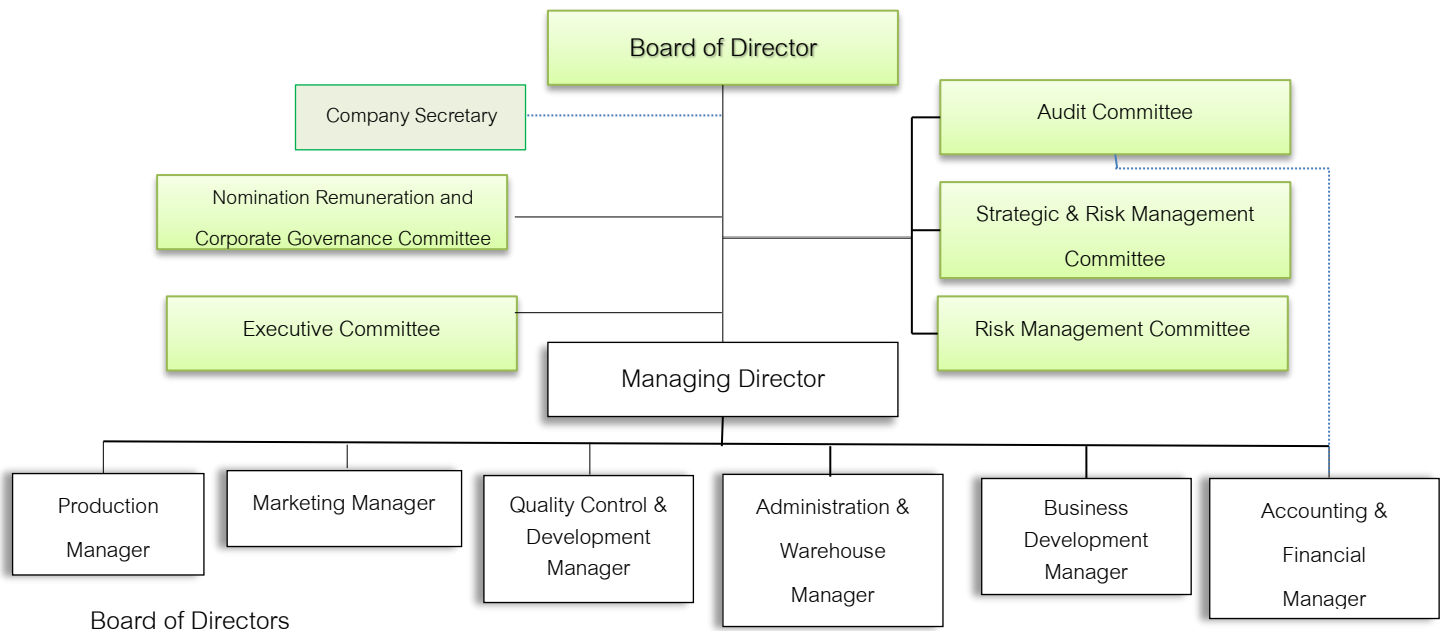 Board of Director
Company Secretary
Audit Committee
Nomination Remuneration and
Corporate Governance Committee
Strategic & Risk Management
Committee
Executive Committee
Risk Management Committee
Managing Director
Production
Manager
Marketing Manager
Quality Control &
Development
Manager
Administration &
Warehouse
Manager
Business
Development
Manager
Accounting &
Financial
Manager
Board of Directors